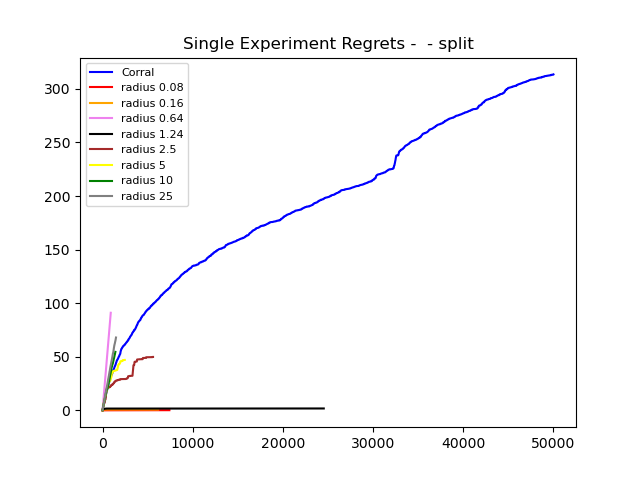 Single Experiment Regrets -  - split
Corral
radius 0.08
radius 0.16
radius 0.64
radius 1.24
radius 2.5
radius 5
radius 10
radius 25
300
250
200
150
100
50
0
0 10000 20000 30000 40000 50000